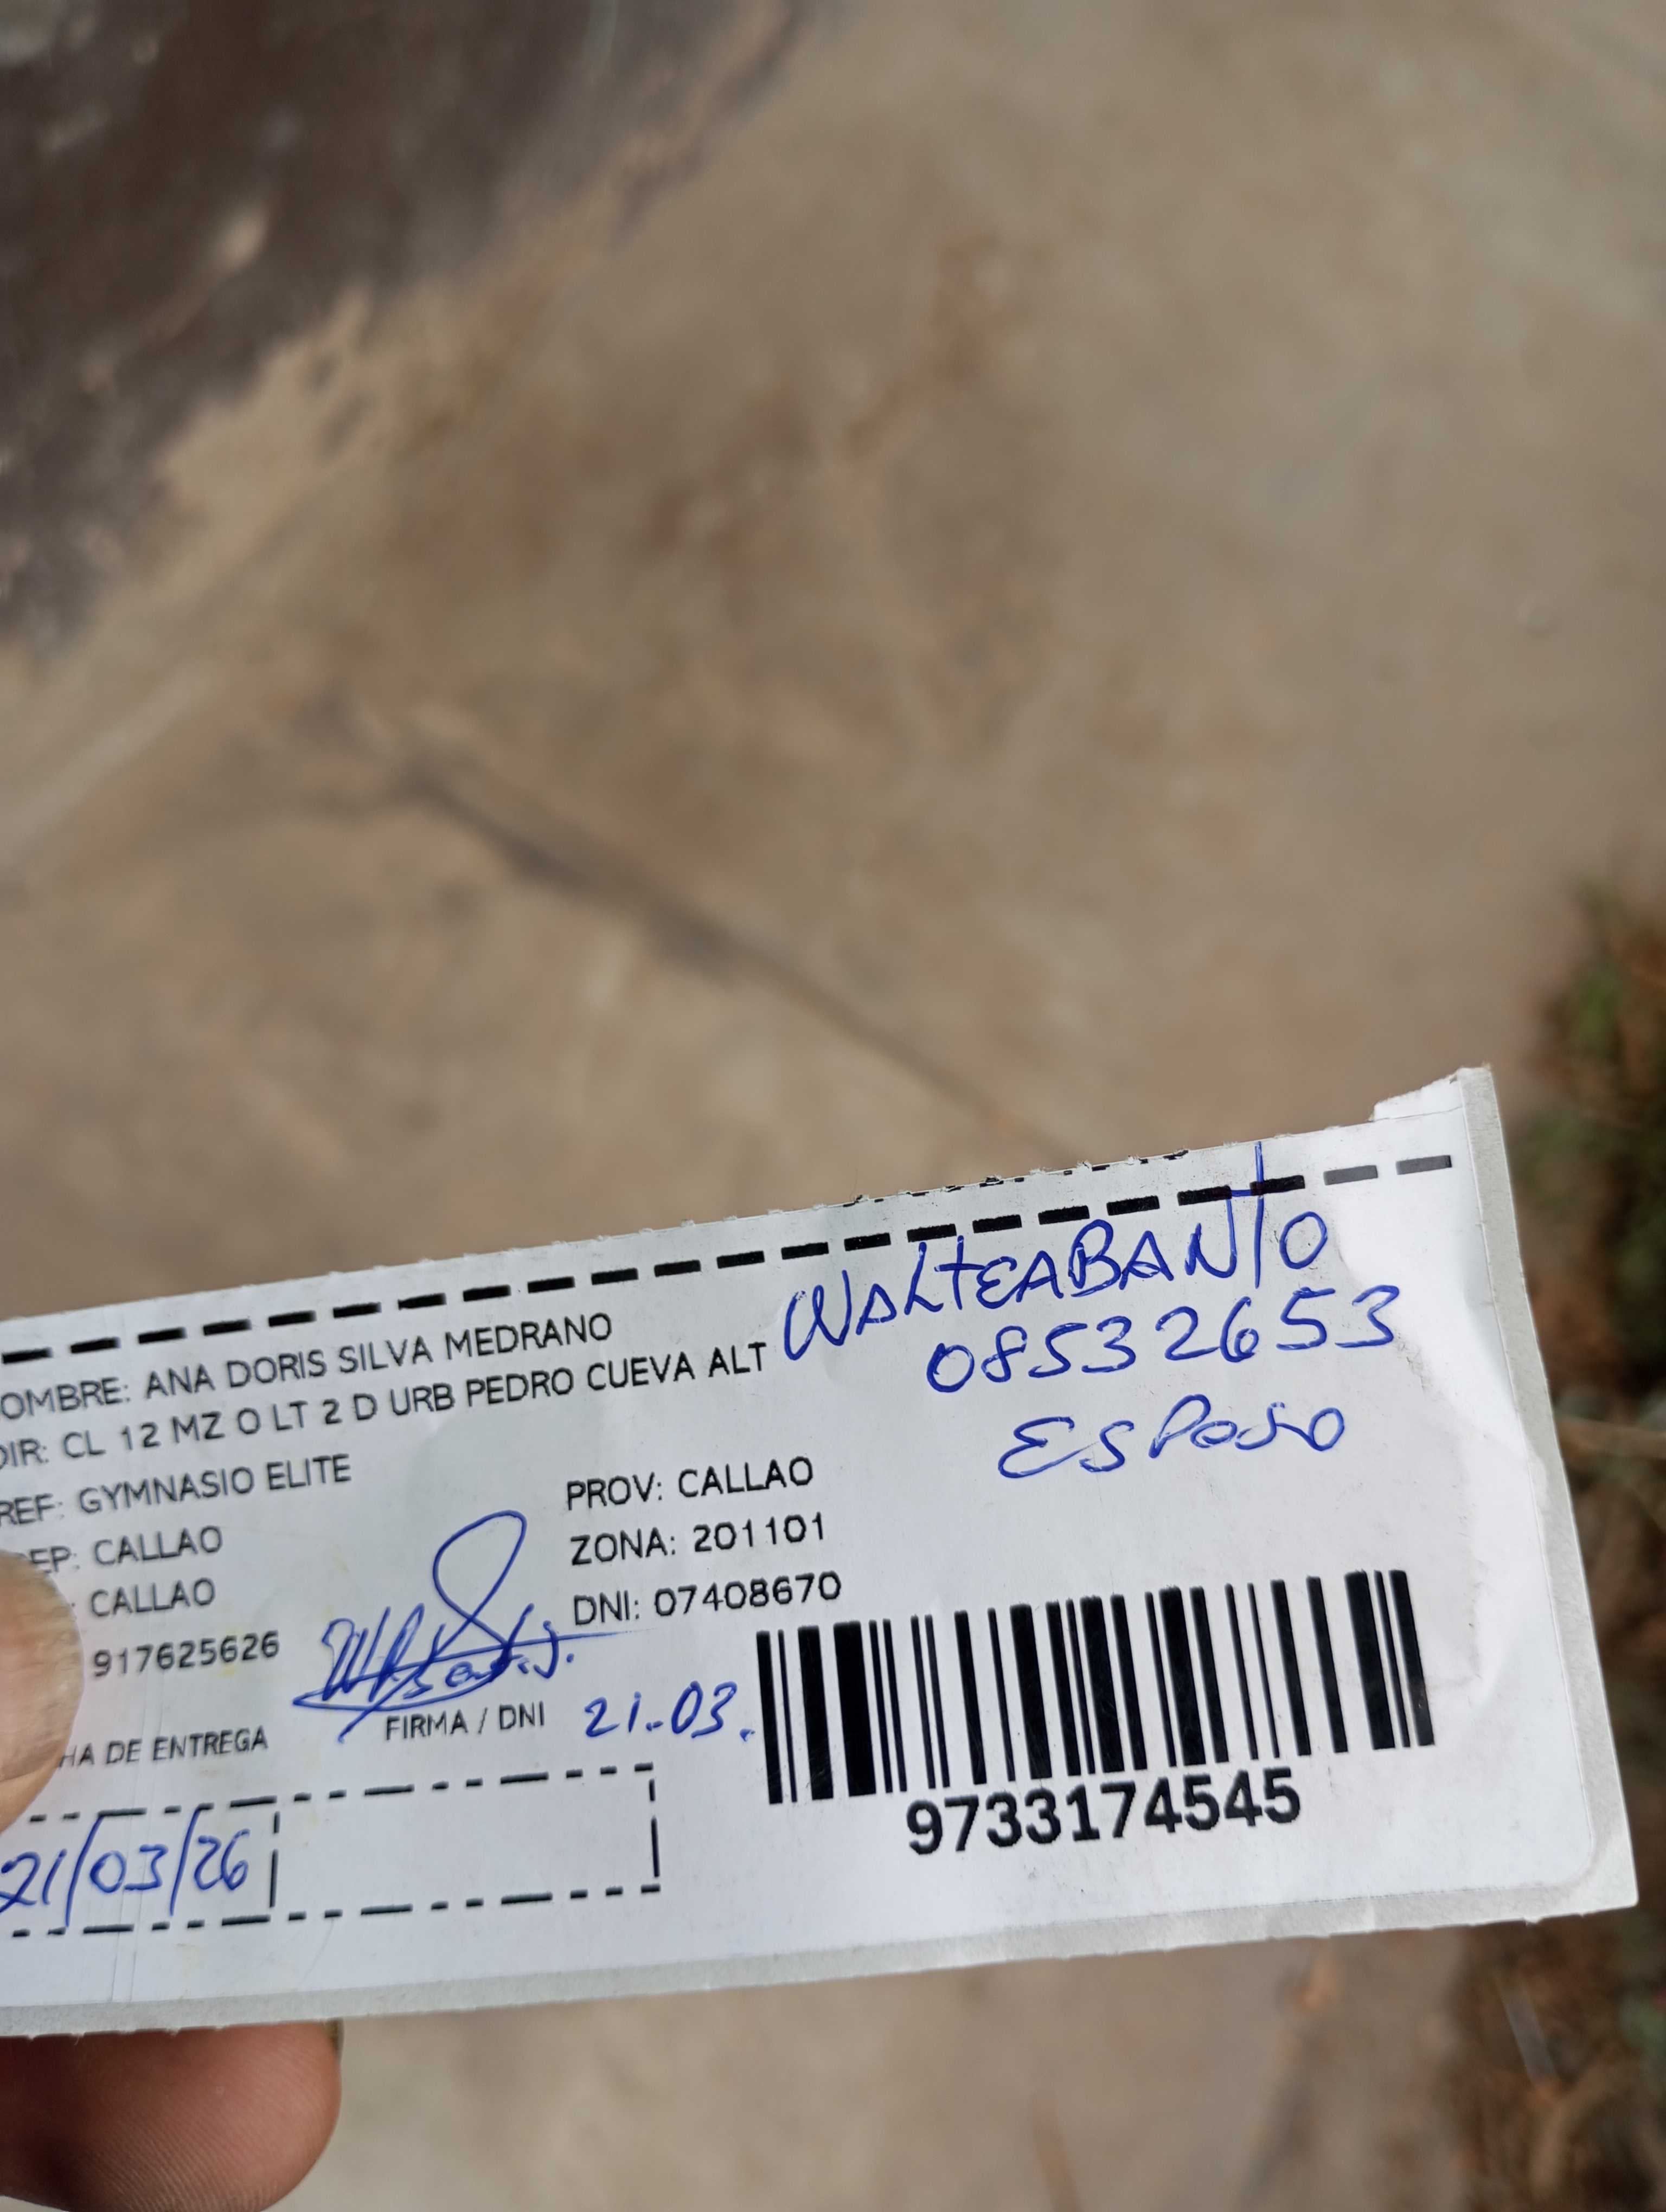 WALTEABANTO
08532653
ESPOSO
OMBRE: ANA DORIS SILVA MEDRANO
DIR: CL 12 MZ O LT 2 D URB PEDRO CUEVA ALT
REF: GYMNASIO ELITE
EP: CALLAO
PROV: CALLAO
: CALLAO
ZONA: 201101
917625626
DNI: 07408670
HA DE ENTREGA
FIRMA / DNI
21.03.
21/03/26
9733174545